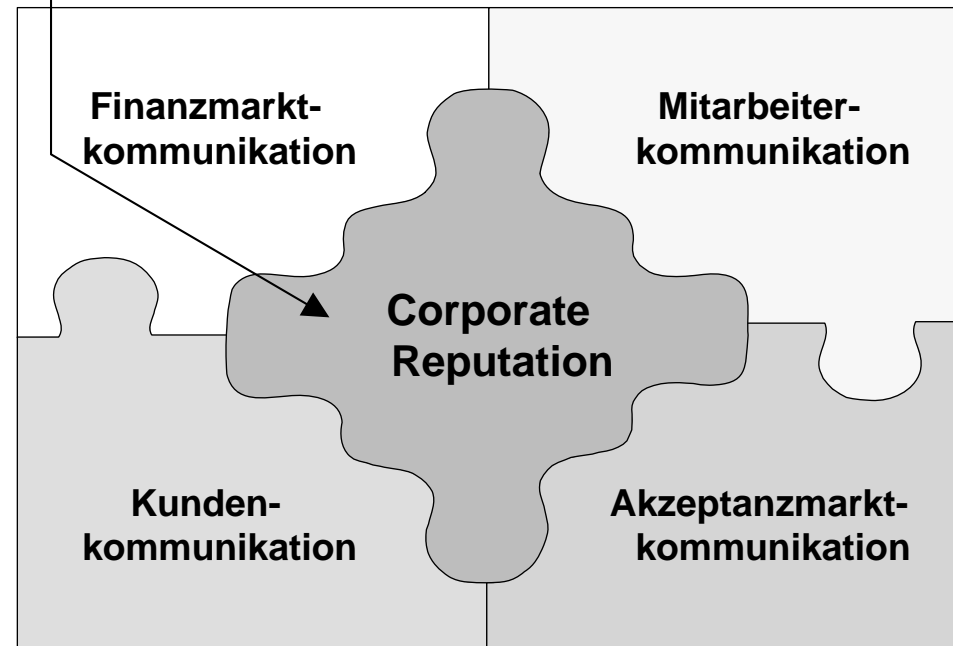 Finanzmarkt-
kommunikation
Mitarbeiter-
kommunikation
Corporate
Reputation
Kunden-
kommunikation
Akzeptanzmarkt-
kommunikation